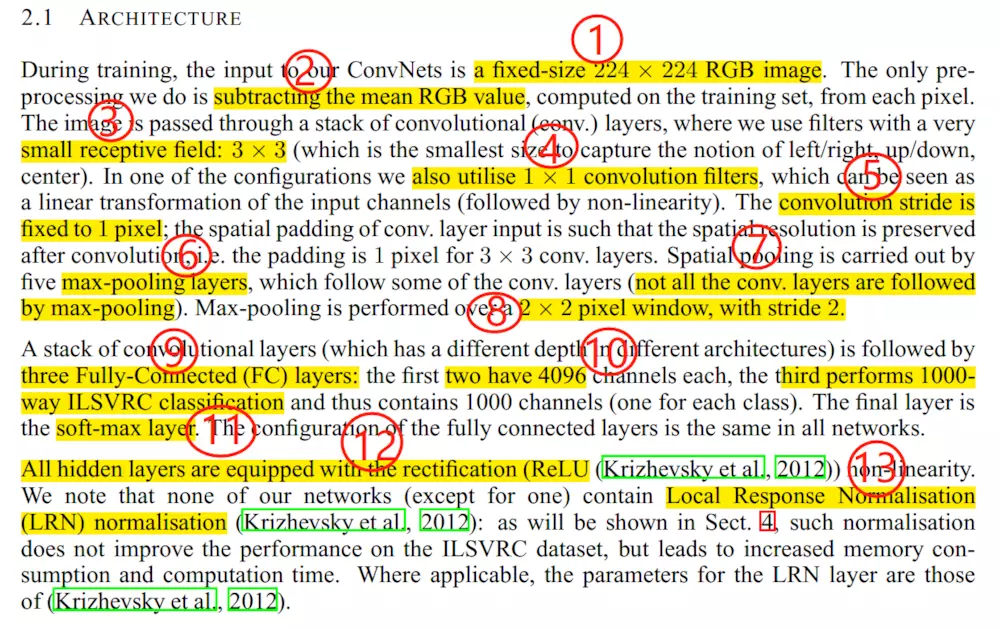 2.1 ARCHITECTURE
①
During training, the input to our ConvNets is a fixed-size 224 × 224 RGB image. The only pre-
②
processing we do is subtracting the mean RGB value, computed on the training set, from each pixel.
③
The image is passed through a stack of convolutional (conv.) layers, where we use filters with a very
④
small receptive field: 3 × 3 (which is the smallest size to capture the notion of left/right, up/down,
⑤
center). In one of the configurations we also utilise 1 × 1 convolution filters, which can be seen as
a linear transformation of the input channels (followed by non-linearity). The convolution stride is
fixed to 1 pixel; the spatial padding of conv. layer input is such that the spatial resolution is preserved
⑥ ⑦
after convolution, i.e. the padding is 1 pixel for 3 × 3 conv. layers. Spatial pooling is carried out by
five max-pooling layers, which follow some of the conv. layers (not all the conv. layers are followed
⑧
by max-pooling). Max-pooling is performed over a 2 × 2 pixel window, with stride 2.
⑨ ⑩
A stack of convolutional layers (which has a different depth in different architectures) is followed by
three Fully-Connected (FC) layers: the first two have 4096 channels each, the third performs 1000-
way ILSVRC classification and thus contains 1000 channels (one for each class). The final layer is
⑪ ⑫
the soft-max layer. The configuration of the fully connected layers is the same in all networks.
⑬
All hidden layers are equipped with the rectification (ReLU (Krizhevsky et al., 2012)) non-linearity.
We note that none of our networks (except for one) contain Local Response Normalisation
(LRN) normalisation (Krizhevsky et al., 2012): as will be shown in Sect. 4, such normalisation
does not improve the performance on the ILSVRC dataset, but leads to increased memory con-
sumption and computation time. Where applicable, the parameters for the LRN layer are those
of (Krizhevsky et al., 2012).